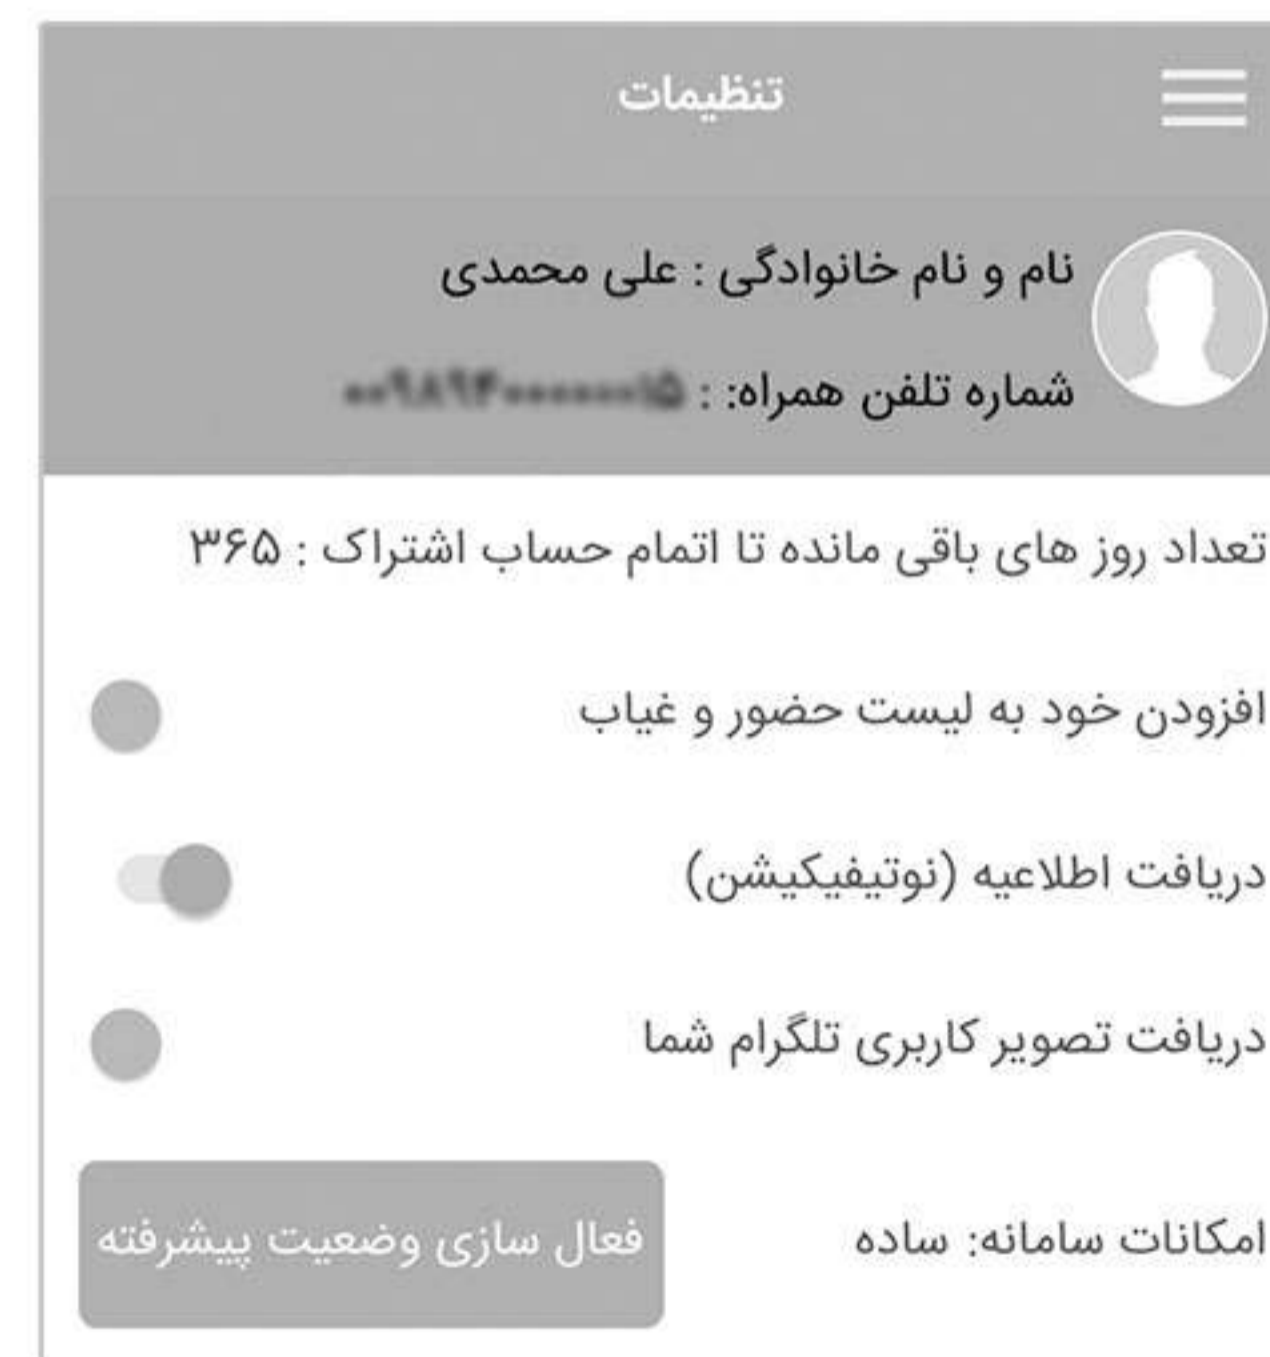 تنظیمات
نام و نام خانوادگی : علی محمدی
شماره تلفن همراه: :
تعداد روز های باقی مانده تا اتمام حساب اشتراک : ۳۶۵
افزودن خود به لیست حضور و غیاب
دریافت اطلاعیه (نوتیفیکیشن)
دریافت تصویر کاربری تلگرام شما
امکانات سامانه: ساده
فعال سازی وضعیت پیشرفته